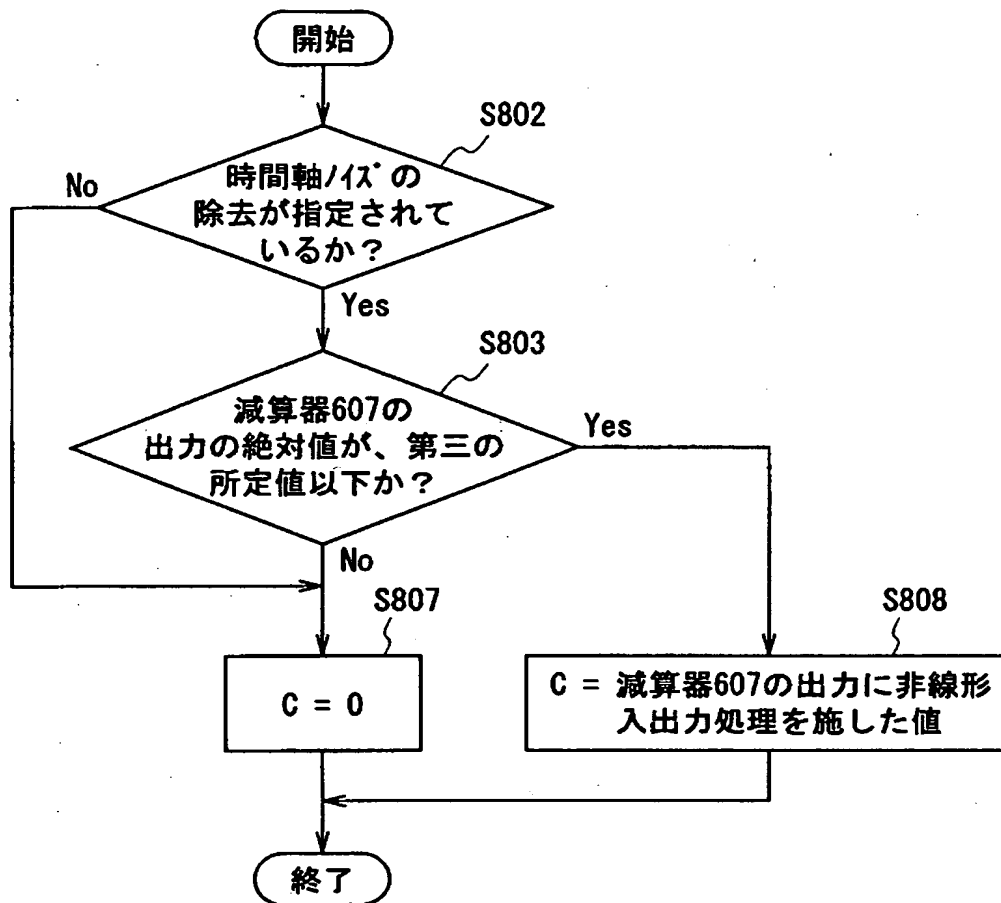 開始
S802
時間軸ﾉｲｽﾞの
除去が指定されて
いるか？
No
Yes
S803
減算器607の
出力の絶対値が、第三の
所定値以下か？
Yes
No
S807
C = 0
S808
C = 減算器607の出力に非線形
入出力処理を施した値
終了